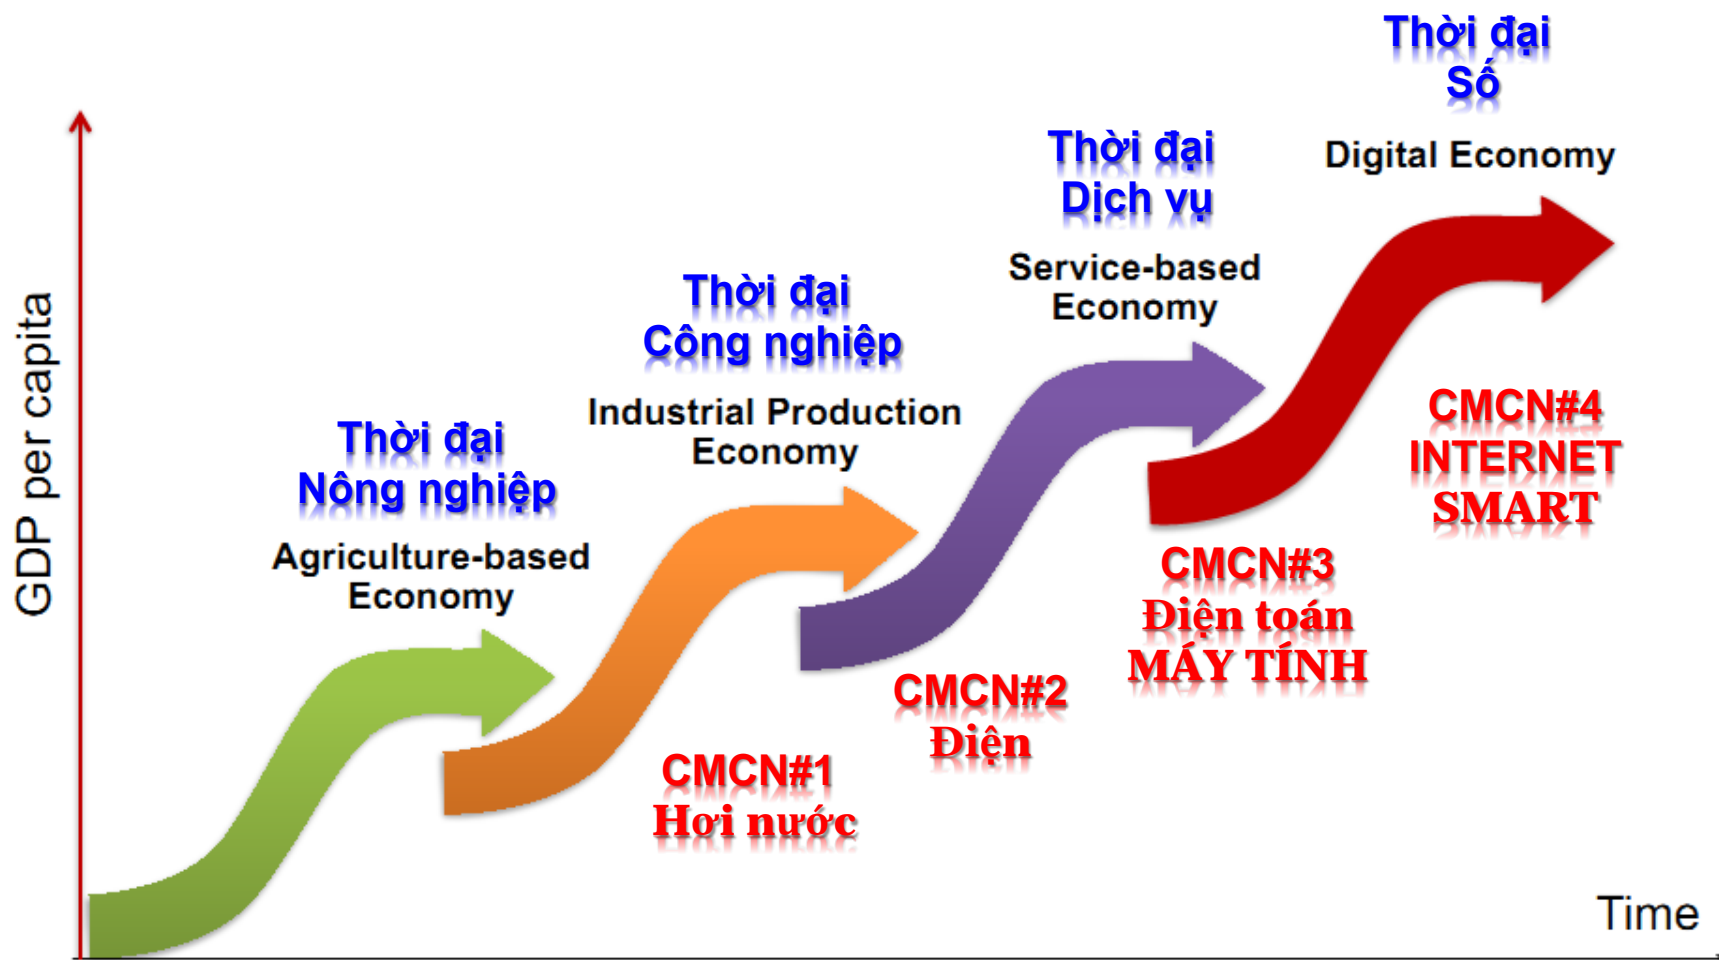 Thời đại
Số
Digital Economy
Thời đại
Dịch vụ
Service-based
Economy
Thời đại
Công nghiệp
Industrial Production
Economy
Thời đại
Nông nghiệp
Agriculture-based
Economy
GDP per capita
CMCN#4
INTERNET
SMART
CMCN#3
Điện toán
MÁY TÍNH
CMCN#2
Điện
CMCN#1
Hơi nước
Time